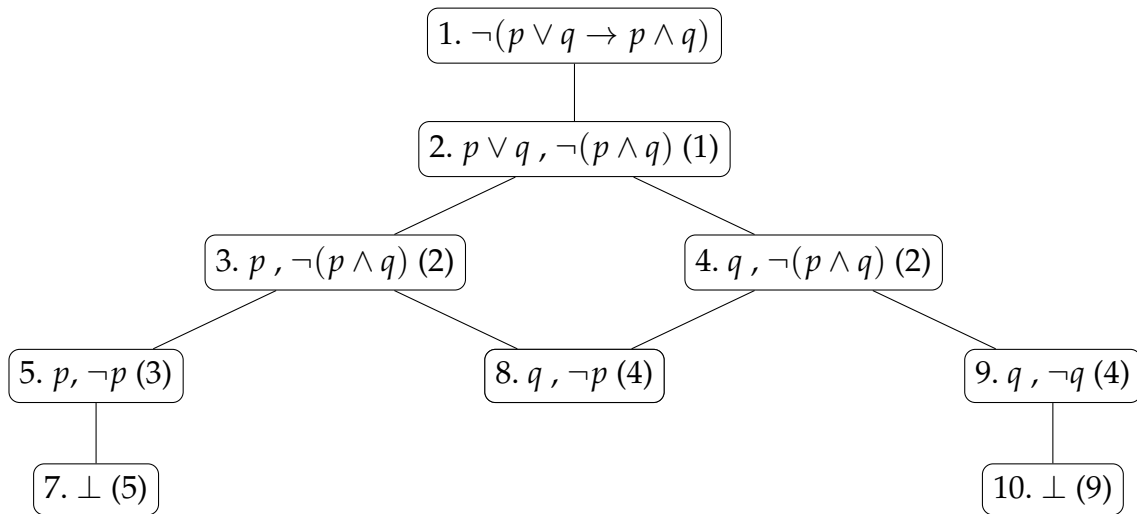 1. ¬(p ∨ q → p ∧ q)
2. p ∨ q , ¬(p ∧ q) (1)
3. p , ¬(p ∧ q) (2)
4. q , ¬(p ∧ q) (2)
5. p, ¬p (3)
8. q , ¬p (4)
9. q , ¬q (4)
7. ⊥ (5)
10. ⊥ (9)